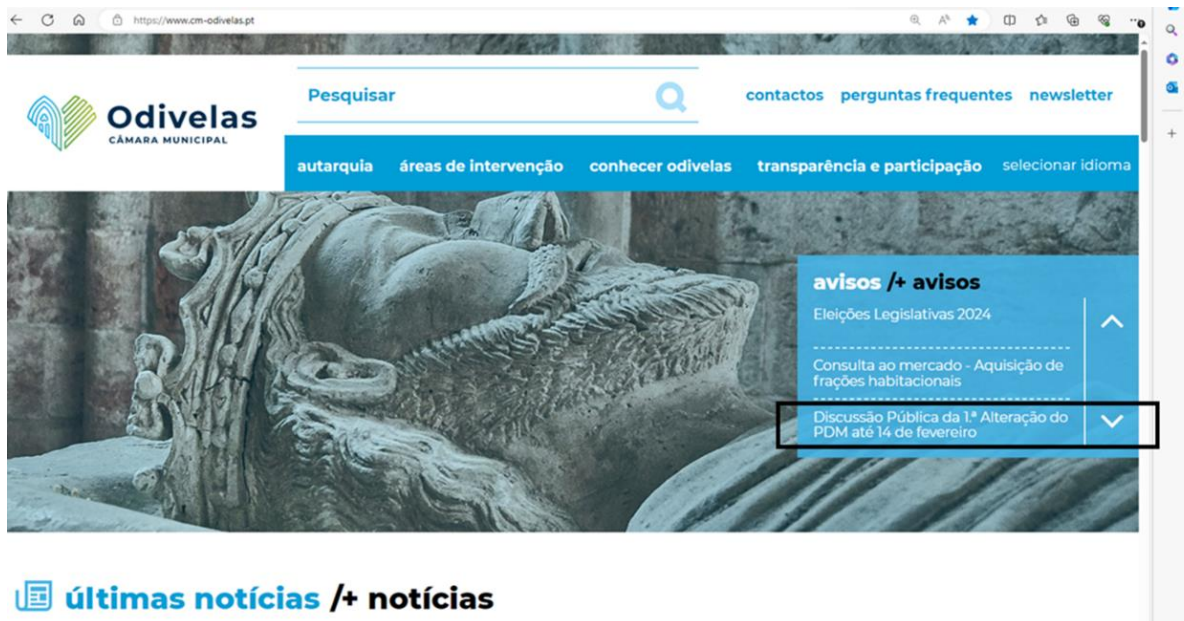 https://www.cm-odivelas.pt
Pesquisar
contactos perguntas frequentes newsletter
Odivelas
CÂMARA MUNICIPAL
autarquia áreas de intervenção conhecer odivelas transparência e participação selecionar idioma
avisos /+ avisos
Eleições Legislativas 2024
Consulta ao mercado - Aquisição de
frações habitacionais
Discussão Pública da 1.ª Alteração do
PDM até 14 de fevereiro
últimas notícias /+ notícias